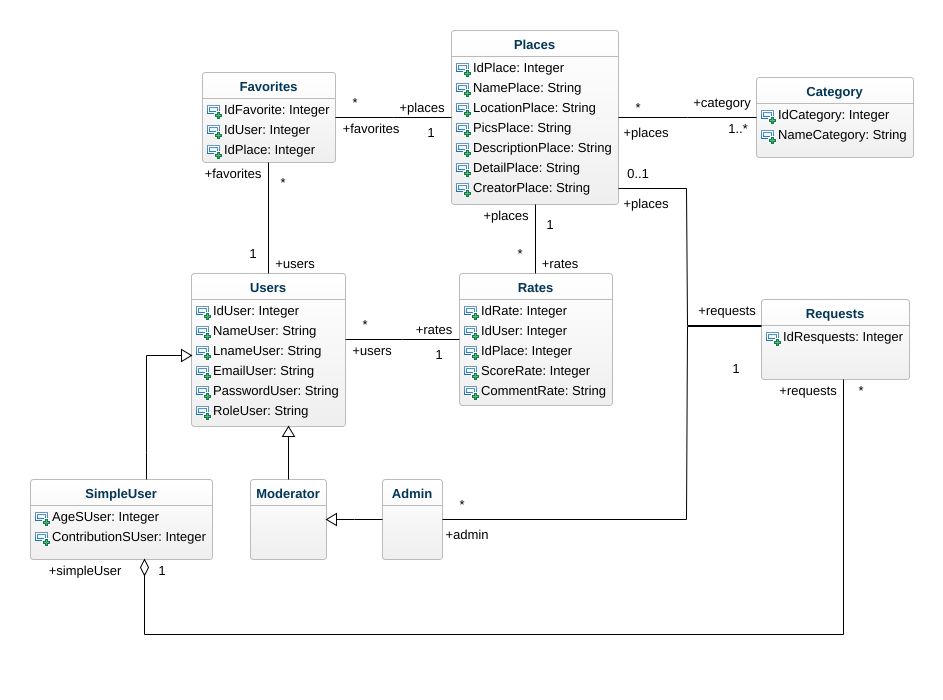 Places
IdPlace: Integer
NamePlace: String
LocationPlace: String
PicsPlace: String
DescriptionPlace: String
DetailPlace: String
CreatorPlace: String
Favorites
IdFavorite: Integer
IdUser: Integer
IdPlace: Integer
Category
IdCategory: Integer
NameCategory: String
* +places
+favorites 1
* +category
+places 1..*
+favorites *
0..1
+places
+places 1
1 +users
* +rates
Users
IdUser: Integer
NameUser: String
LnameUser: String
EmailUser: String
PasswordUser: String
RoleUser: String
Rates
IdRate: Integer
IdUser: Integer
IdPlace: Integer
ScoreRate: Integer
CommentRate: String
* +rates
+users 1
Requests
IdResquests: Integer
+requests
1
+requests *
SimpleUser
AgeSUser: Integer
ContributionSUser: Integer
Moderator
Admin
*
+admin
+simpleUser 1